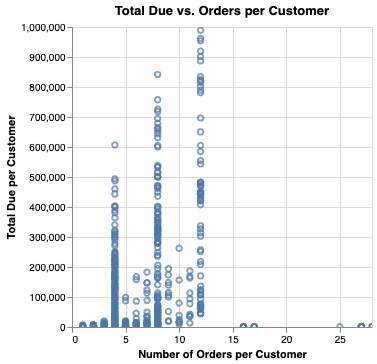 Total Due vs. Orders per Customer
1,000,000
900,000
800,000
700,000
600,000
500,000
400,000
300,000
200,000
100,000
0
0 5 10 15 20 25
Total Due per Customer
Number of Orders per Customer